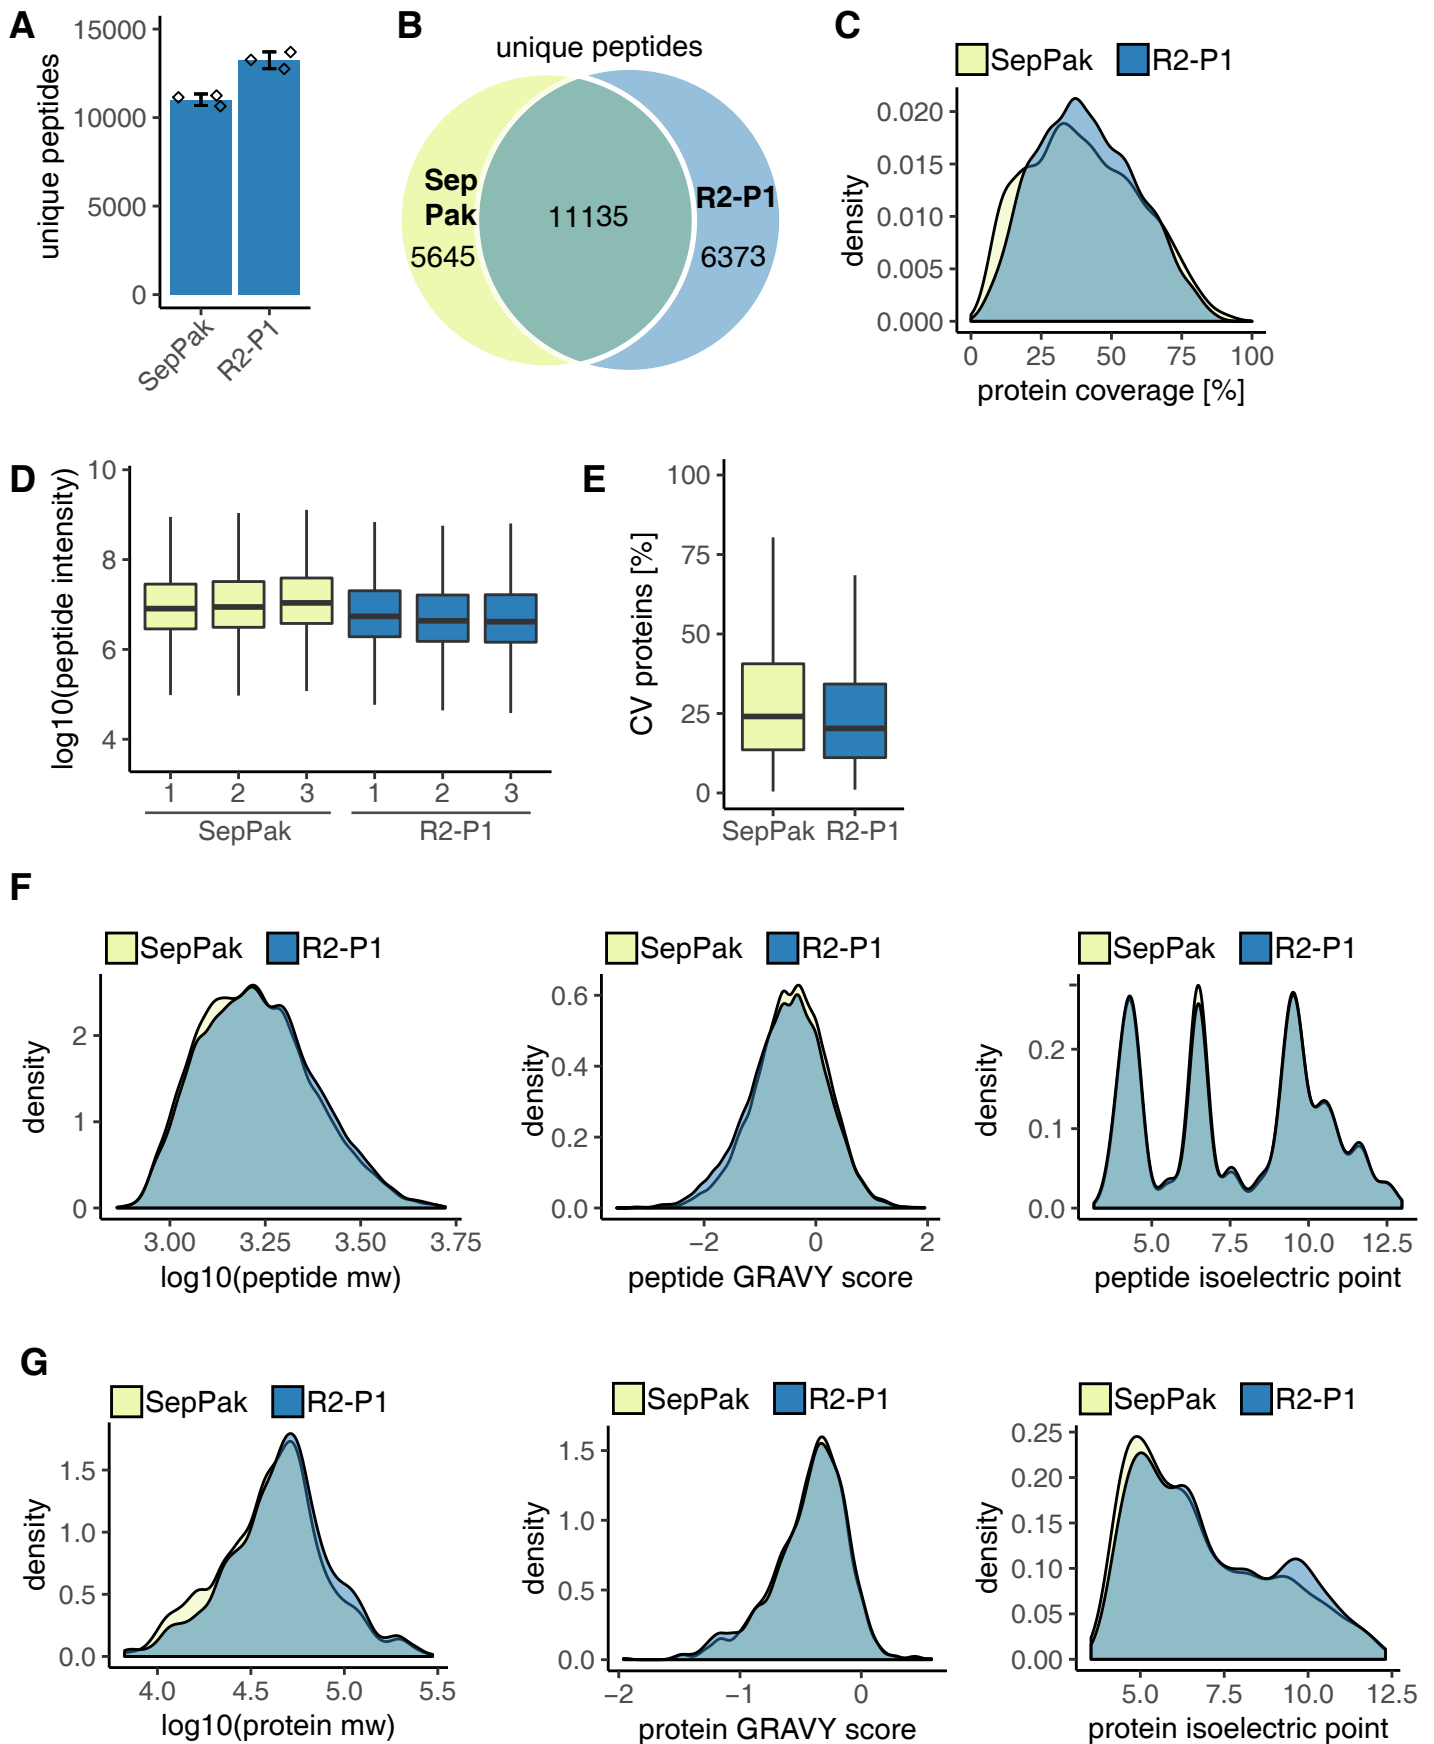 A
15000
10000
5000
0
unique peptides
SepPak
R2-P1
B
unique peptides
Sep
Pak
5645
11135
R2-P1
6373
C
SepPak
R2-P1
0.020
0.015
0.010
0.005
0.000
density
0
25
50
75
100
protein coverage [%]
D
10
8
6
4
log10(peptide intensity)
1
2
3
1
2
3
SepPak
R2-P1
E
100
75
50
25
0
CV proteins [%]
SepPak
R2-P1
F
SepPak
R2-P1
2
1
0
density
3.00
3.25
3.50
3.75
log10(peptide mw)
SepPak
R2-P1
0.6
0.4
0.2
0.0
density
−2
0
2
peptide GRAVY score
SepPak
R2-P1
0.2
0.1
0.0
density
5.0
7.5
10.0
12.5
peptide isoelectric point
G
SepPak
R2-P1
1.5
1.0
0.5
0.0
density
4.0
4.5
5.0
5.5
log10(protein mw)
SepPak
R2-P1
1.5
1.0
0.5
0.0
density
−2
−1
0
protein GRAVY score
SepPak
R2-P1
0.25
0.20
0.15
0.10
0.05
0.00
density
5.0
7.5
10.0
12.5
protein isoelectric point